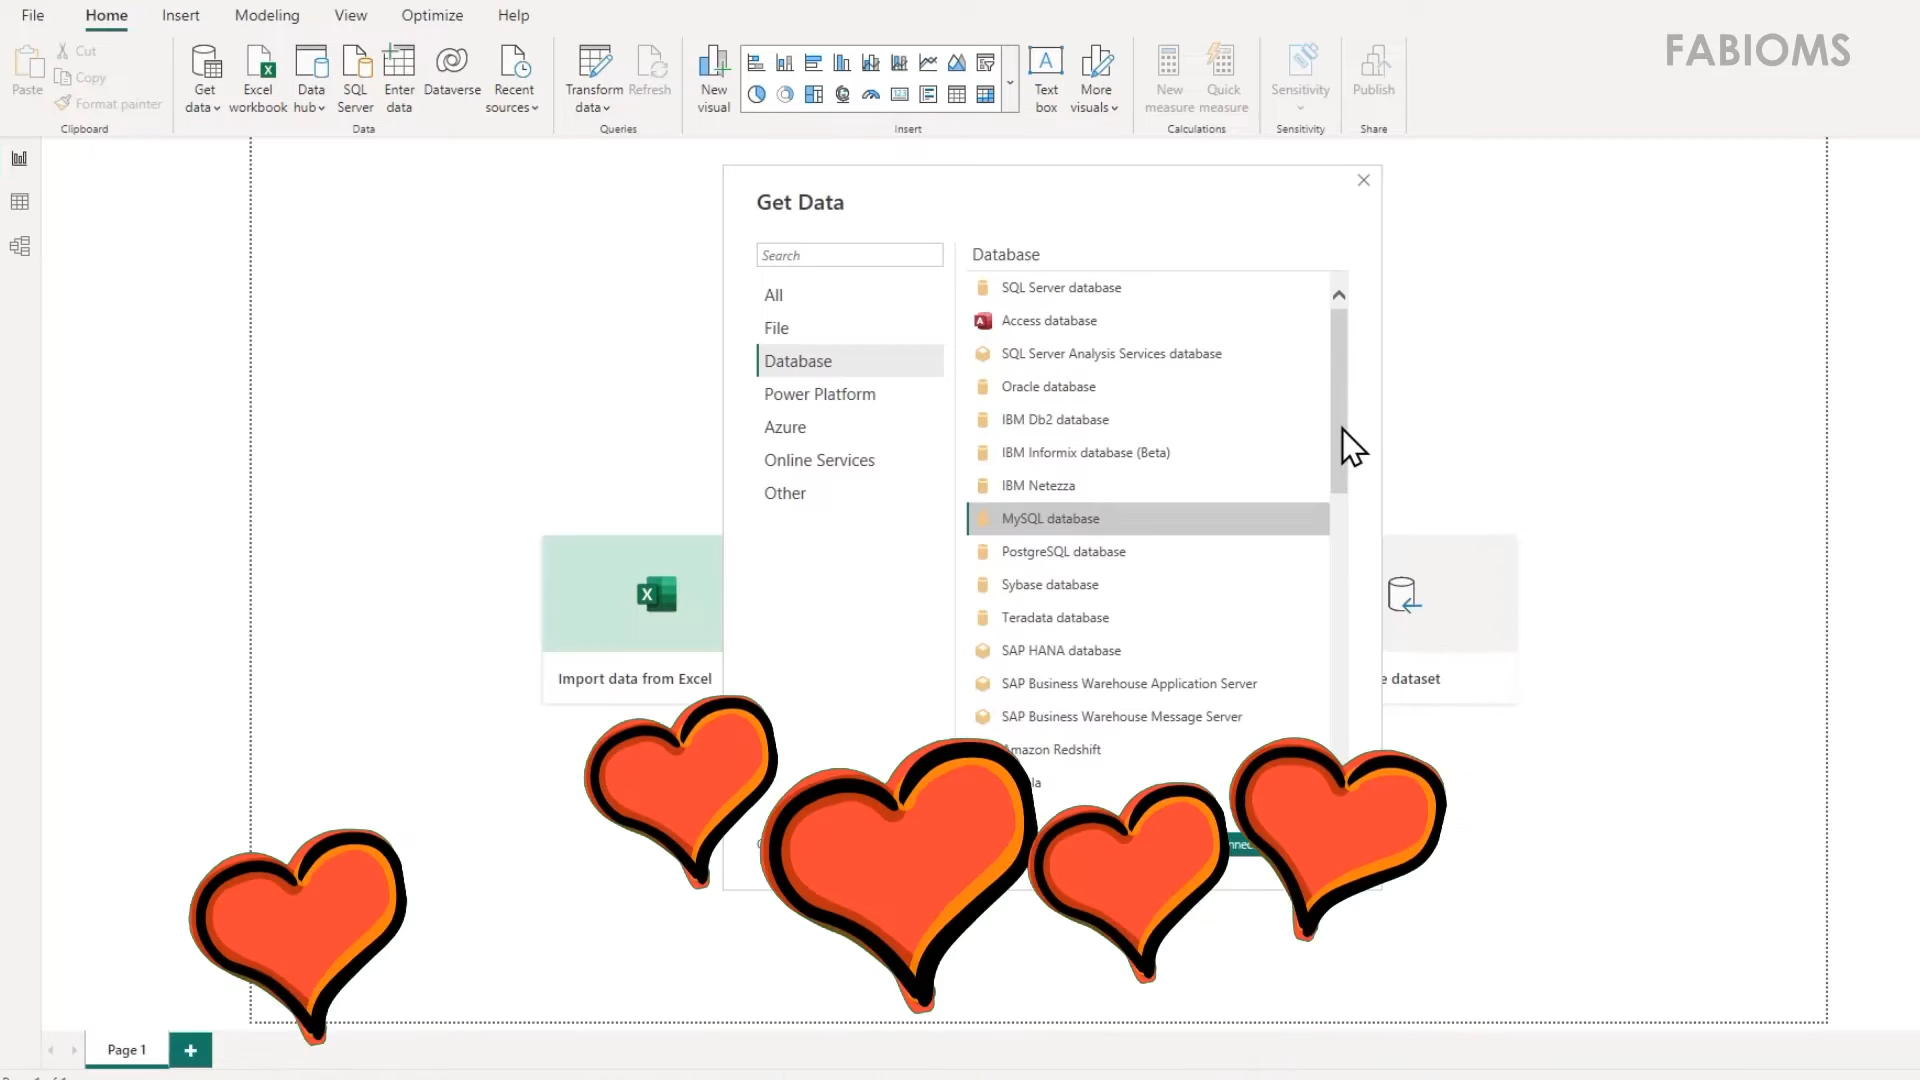 File Home Insert Modeling View Optimize Help
FABIOMS
Paste
Cut
Copy
Format painter
Clipboard
Get data
Excel workbook
Data hub
SQL Server
Enter data
Dataverse
Recent sources
Data
Transform data
Refresh
Queries
New visual
Text box
More visuals
Insert
New measure
Quick measure
Calculations
Sensitivity
Sensitivity
Publish
Share
Get Data
Search
All
File
Database
Power Platform
Azure
Online Services
Other
Database
SQL Server database
Access database
SQL Server Analysis Services database
Oracle database
IBM Db2 database
IBM Informix database (Beta)
IBM Netezza
MySQL database
PostgreSQL database
Sybase database
Teradata database
SAP HANA database
SAP Business Warehouse Application Server
SAP Business Warehouse Message Server
Amazon Redshift
Import data from Excel
dataset
Page 1